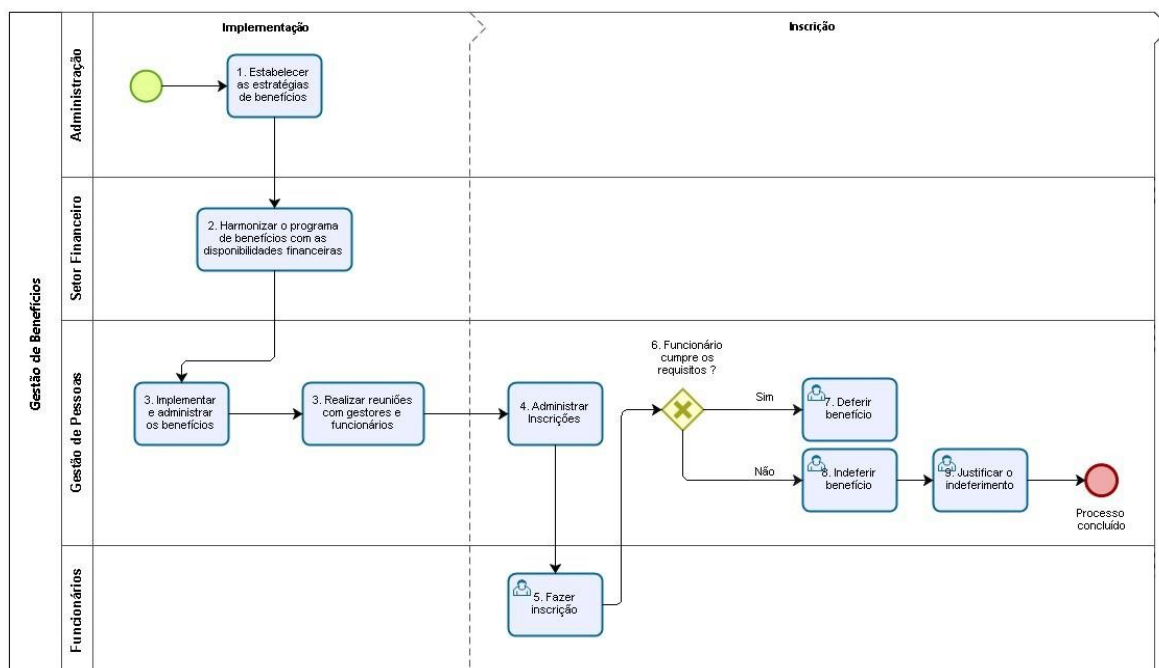 Implementação
Inscrição
Gestão de Benefícios
Administração
1. Estabelecer
as estratégias
de benefícios
Setor Financeiro
2. Harmonizar o programa
de benefícios com as
disponibilidades financeiras
Gestão de Pessoas
3. Implementar
e administrar
os benefícios
3. Realizar reuniões
com gestores e
funcionários
4. Administrar
Inscrições
6. Funcionário
cumpre os
requisitos ?
Sim
7. Deferir
benefício
Não
8. Indeferir
benefício
9. Justificar o
indeferimento
Processo
concluído
Funcionários
5. Fazer
inscrição